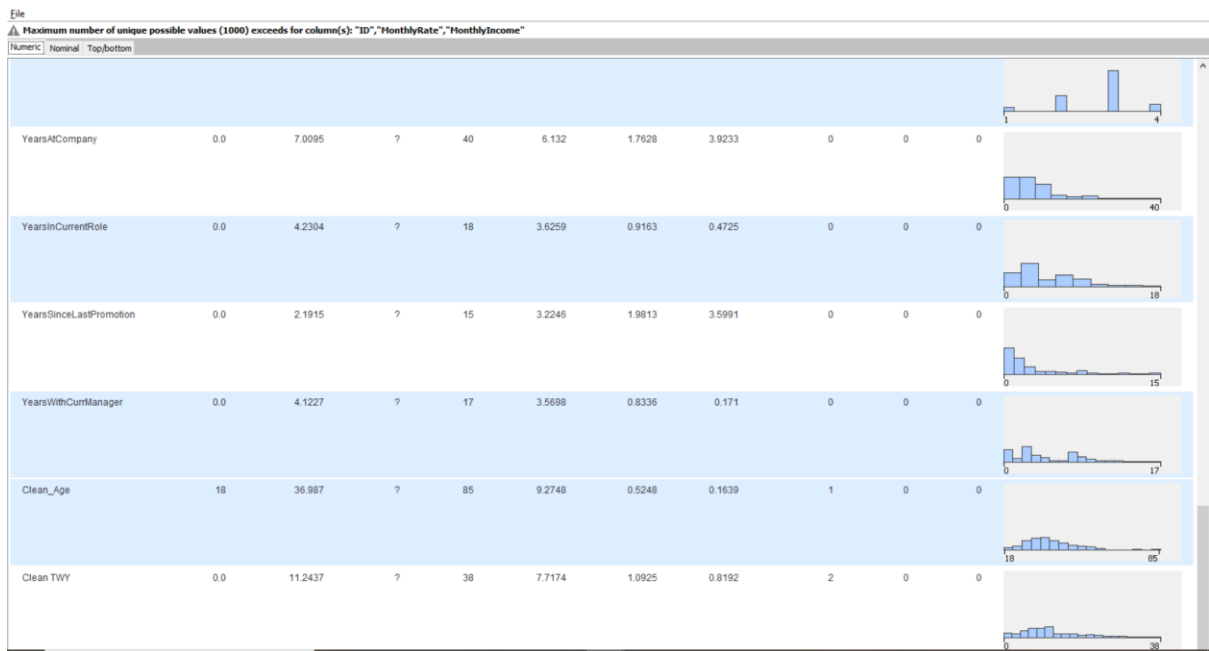 File
Maximum number of unique possible values (1000) exceeds for column(s): "ID","MonthlyRate","MonthlyIncome"
Numeric Nominal Top/bottom
1 4
YearsAtCompany 0.0 7.0095 ? 40 6.132 1.7628 3.9233 0 0 0
0 40
YearsInCurrentRole 0.0 4.2304 ? 18 3.6259 0.9163 0.4725 0 0 0
0 18
YearsSinceLastPromotion 0.0 2.1915 ? 15 3.2246 1.9813 3.5991 0 0 0
0 15
YearsWithCurrManager 0.0 4.1227 ? 17 3.5698 0.8336 0.171 0 0 0
0 17
Clean_Age 18 36.987 ? 85 9.2748 0.5248 0.1639 1 0 0
18 85
Clean TWY 0.0 11.2437 ? 38 7.7174 1.0925 0.8192 2 0 0
0 38